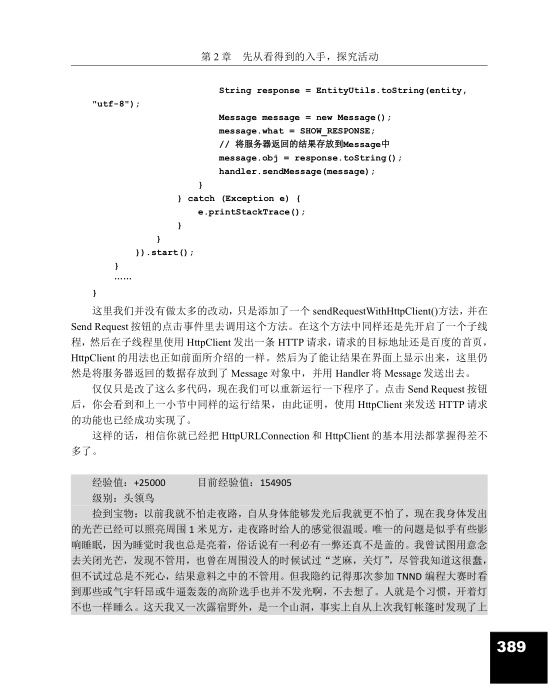 第 2 章 先从看得到的入手，探究活动
String response = EntityUtils.toString(entity,
"utf-8");
Message message = new Message();
message.what = SHOW_RESPONSE;
// 将服务器返回的结果存放到Message中
message.obj = response.toString();
handler.sendMessage(message);
}
} catch (Exception e) {
e.printStackTrace();
}
}
}).start();
}
……
}
这里我们并没有做太多的改动，只是添加了一个 sendRequestWithHttpClient()方法，并在
Send Request 按钮的点击事件里去调用这个方法。在这个方法中同样还是先开启了一个子线
程，然后在子线程里使用 HttpClient 发出一条 HTTP 请求，请求的目标地址还是百度的首页，
HttpClient 的用法也正如前面所介绍的一样。然后为了能让结果在界面上显示出来，这里仍
然是将服务器返回的数据存放到了 Message 对象中，并用 Handler 将 Message 发送出去。
仅仅只是改了这么多代码，现在我们可以重新运行一下程序了。点击 Send Request 按钮
后，你会看到和上一小节中同样的运行结果，由此证明，使用 HttpClient 来发送 HTTP 请求
的功能也已经成功实现了。
这样的话，相信你就已经把 HttpURLConnection 和 HttpClient 的基本用法都掌握得差不
多了。
经验值：+25000 目前经验值：154905
级别：头领鸟
捡到宝物：以前我就不怕走夜路，自从身体能够发光后我就更不怕了，现在我身体发出
的光芒已经可以照亮周围 1 米见方，走夜路时给人的感觉很温暖。唯一的问题是似乎有些影
响睡眠，因为睡觉时我也总是亮着，俗话说有一利必有一弊还真不是盖的。我曾试图用意念
去关闭光芒，发现不管用，也曾在周围没人的时候试过“芝麻，关灯”，尽管我知道这很蠢，
但不试过总是不死心，结果意料之中的不管用。但我隐约记得那次参加 TNND 编程大赛时看
到那些或气宇轩昂或牛逼轰轰的高阶选手也并不发光啊，不去想了。人就是个习惯，开着灯
不也一样睡么。这天我又一次露宿野外，是一个山洞，事实上自从上次我钉帐篷时发现了上
389